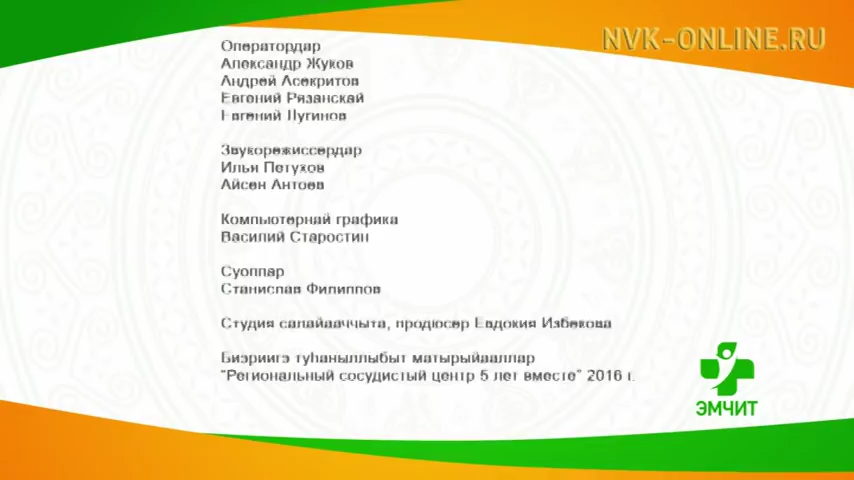 NVK-ONLINE.RU
Оператордар
Александр Жуков
Андрей Асекритов
Евгений Рязанскай
Евгений Пугинов
Звукорежиссердар
Илья Петухов
Айсен Антоев
Компьютернай графика
Василий Старостин
Суоппар
Станислав Филиппов
Студия салайааччыта, продюсер Евдокия Избекова
Биэриигэ туһаныллыбыт матырыйааллар
"Региональный сосудистый центр 5 лет вместе" 2016 г.
ЭМЧИТ